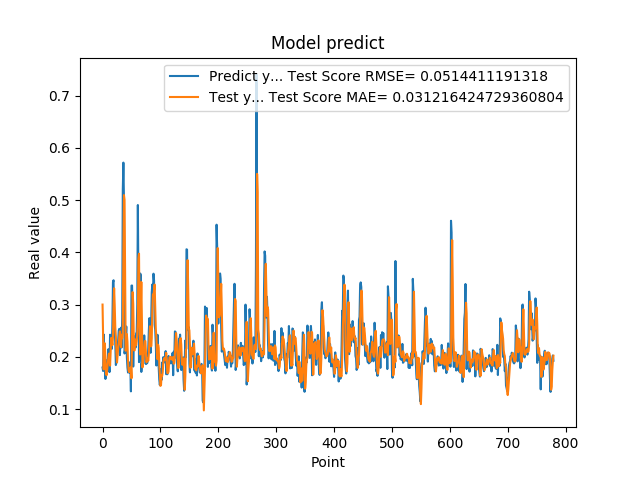 Model predict
Predict y... Test Score RMSE= 0.0514411191318
Test y... Test Score MAE= 0.031216424729360804
Real value
0.7
0.6
0.5
0.4
0.3
0.2
0.1
0 100 200 300 400 500 600 700 800
Point